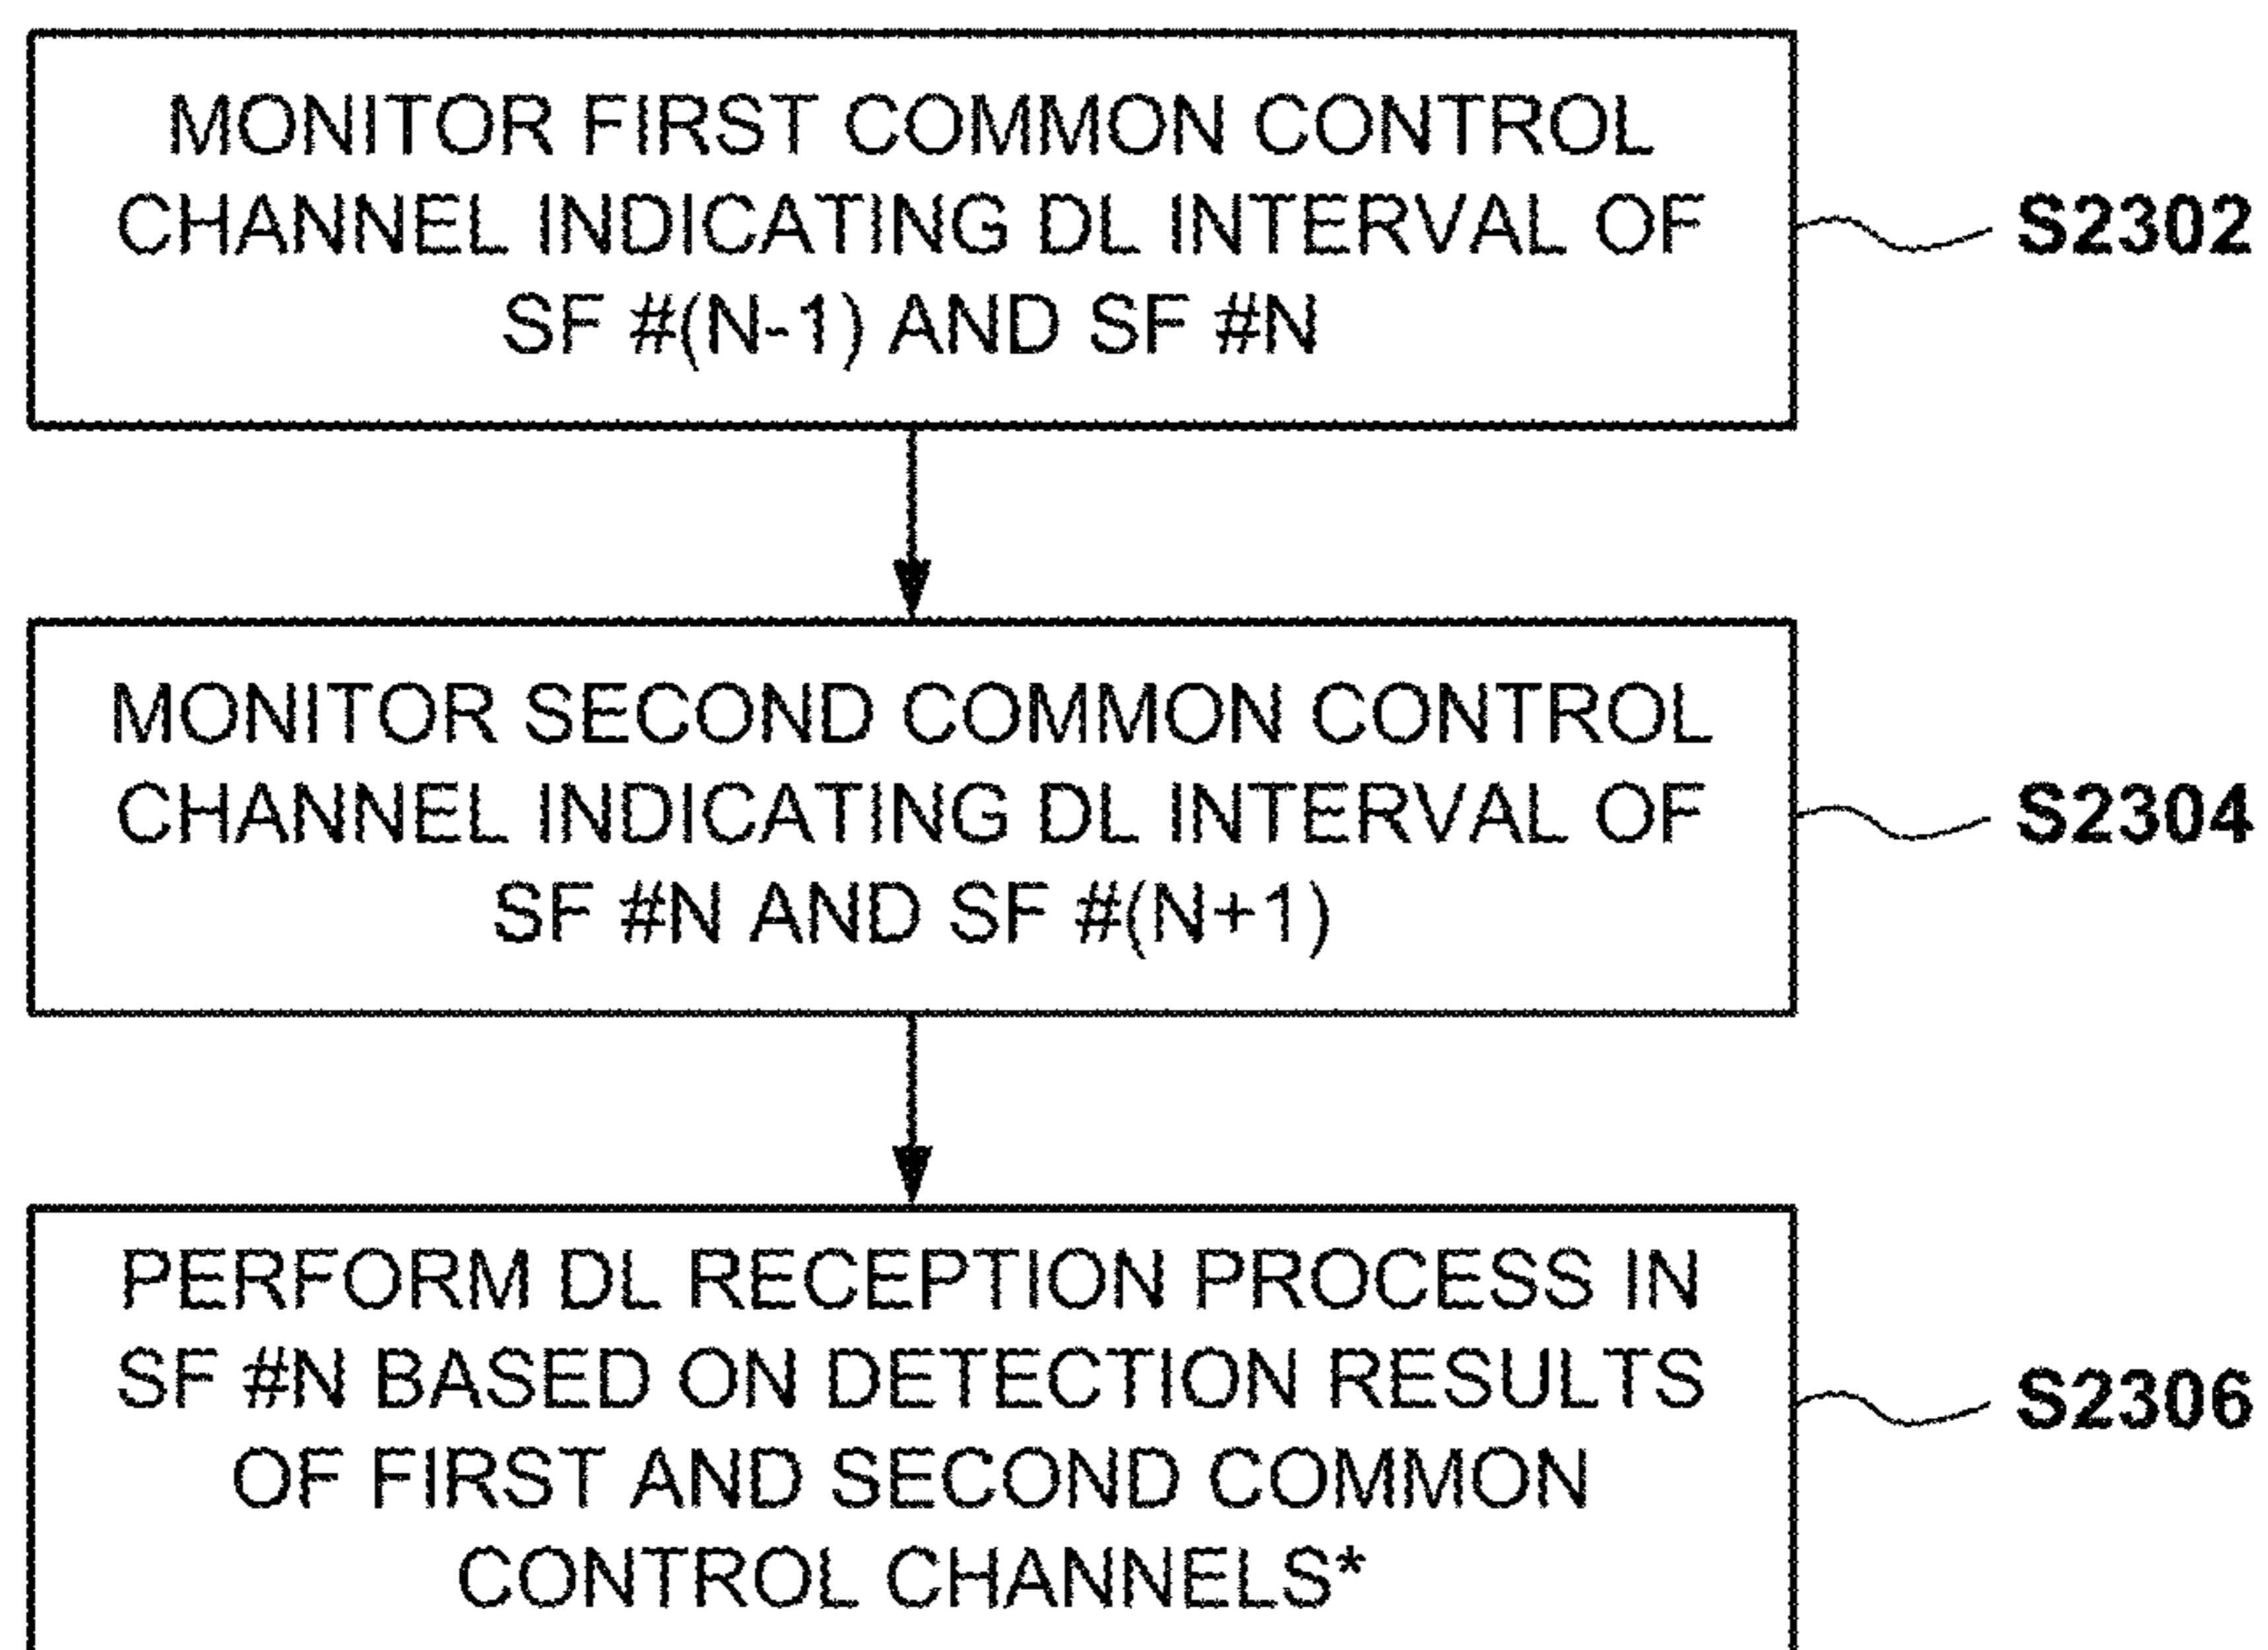 MONITOR FIRST COMMON CONTROL
CHANNEL INDICATING DL INTERVAL OF
SF #(N-1) AND SF #N
S2302
MONITOR SECOND COMMON CONTROL
CHANNEL INDICATING DL INTERVAL OF
SF #N AND SF #(N+1)
S2304
PERFORM DL RECEPTION PROCESS IN
SF #N BASED ON DETECTION RESULTS
OF FIRST AND SECOND COMMON
CONTROL CHANNELS*
S2306